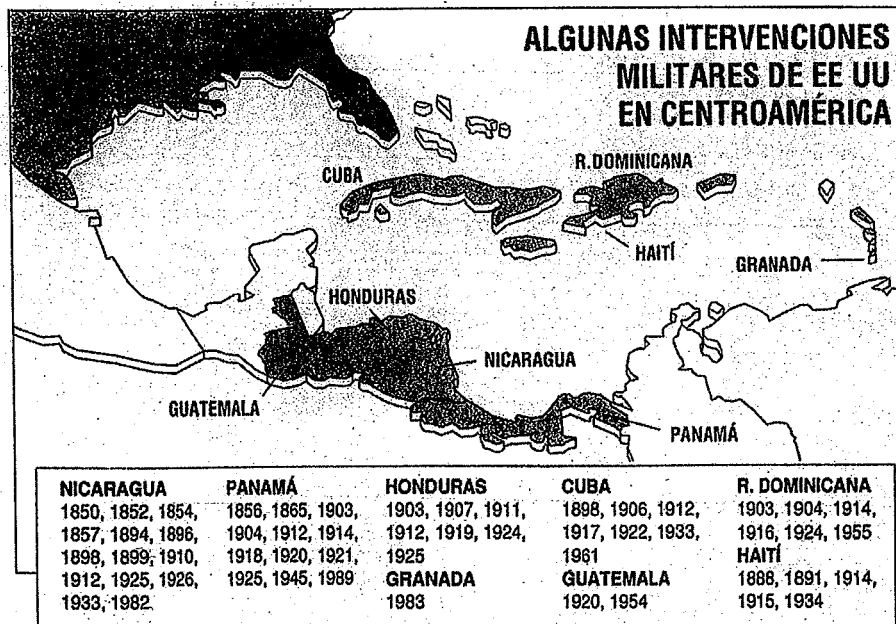 ALGUNAS INTERVENCIONES
MILITARES DE EE UU
EN CENTROAMÉRICA
CUBA
R. DOMINICANA
HAITÍ
GRANADA
HONDURAS
NICARAGUA
GUATEMALA
PANAMÁ
NICARAGUA
1850, 1852, 1854,
1857, 1894, 1896,
1898, 1899, 1910,
1912, 1925, 1926,
1933, 1982
PANAMÁ
1856, 1865, 1903,
1904, 1912, 1914,
1918, 1920, 1921,
1925, 1945, 1989
HONDURAS
1903, 1907, 1911,
1912, 1919, 1924,
1925
GRANADA
1983
CUBA
1898, 1906, 1912,
1917, 1922, 1933,
1961
GUATEMALA
1920, 1954
R. DOMINICANA
1903, 1904, 1914,
1916, 1924, 1955
HAITÍ
1888, 1891, 1914,
1915, 1934